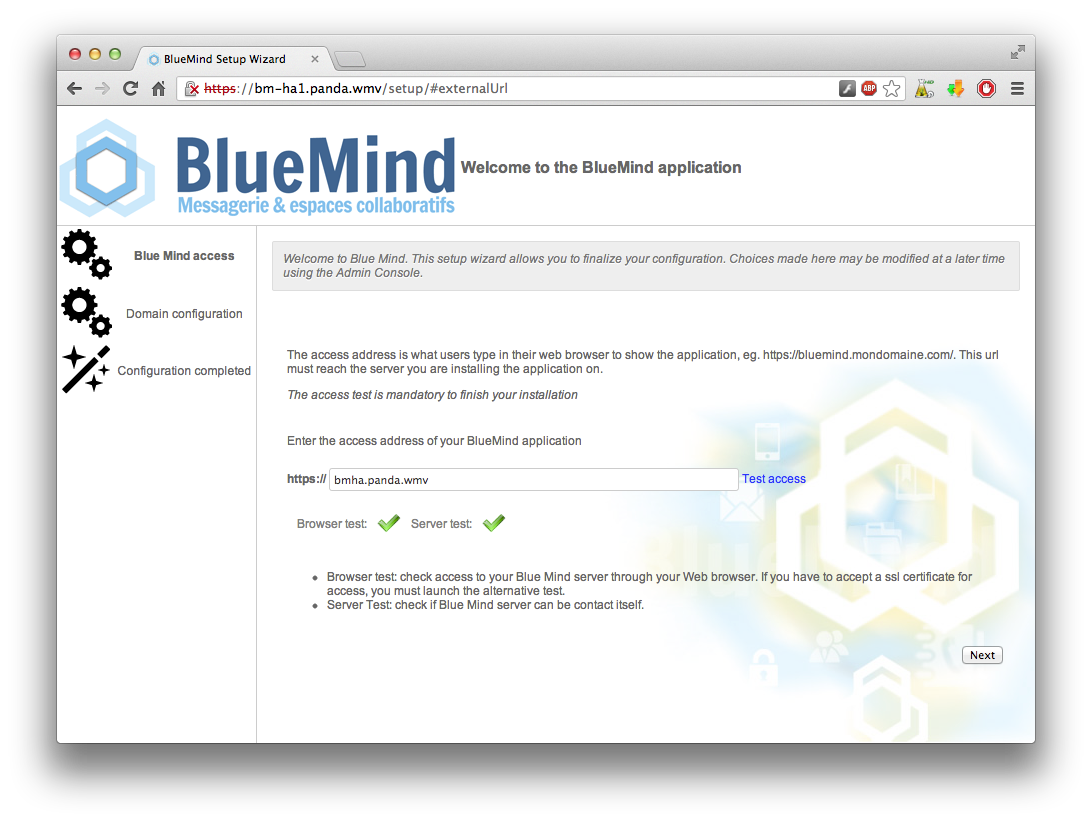 BlueMind Setup Wizard
https://bm-ha1.panda.wmv/setup/#externalUrl
ABP
BlueMind
Messagerie & espaces collaboratifs
Welcome to the BlueMind application
Blue Mind access
Domain configuration
Configuration completed
Welcome to Blue Mind. This setup wizard allows you to finalize your configuration. Choices made here may be modified at a later time
using the Admin Console.
The access address is what users type in their web browser to show the application, eg. https://bluemind.mondomaine.com/. This url
must reach the server you are installing the application on.
The access test is mandatory to finish your installation
Enter the access address of your BlueMind application
https:// bmha.panda.wmv Test access
Browser test: Server test:
Browser test: check access to your Blue Mind server through your Web browser. If you have to accept a ssl certificate for
access, you must launch the alternative test.
Server Test: check if Blue Mind server can be contact itself.
Next